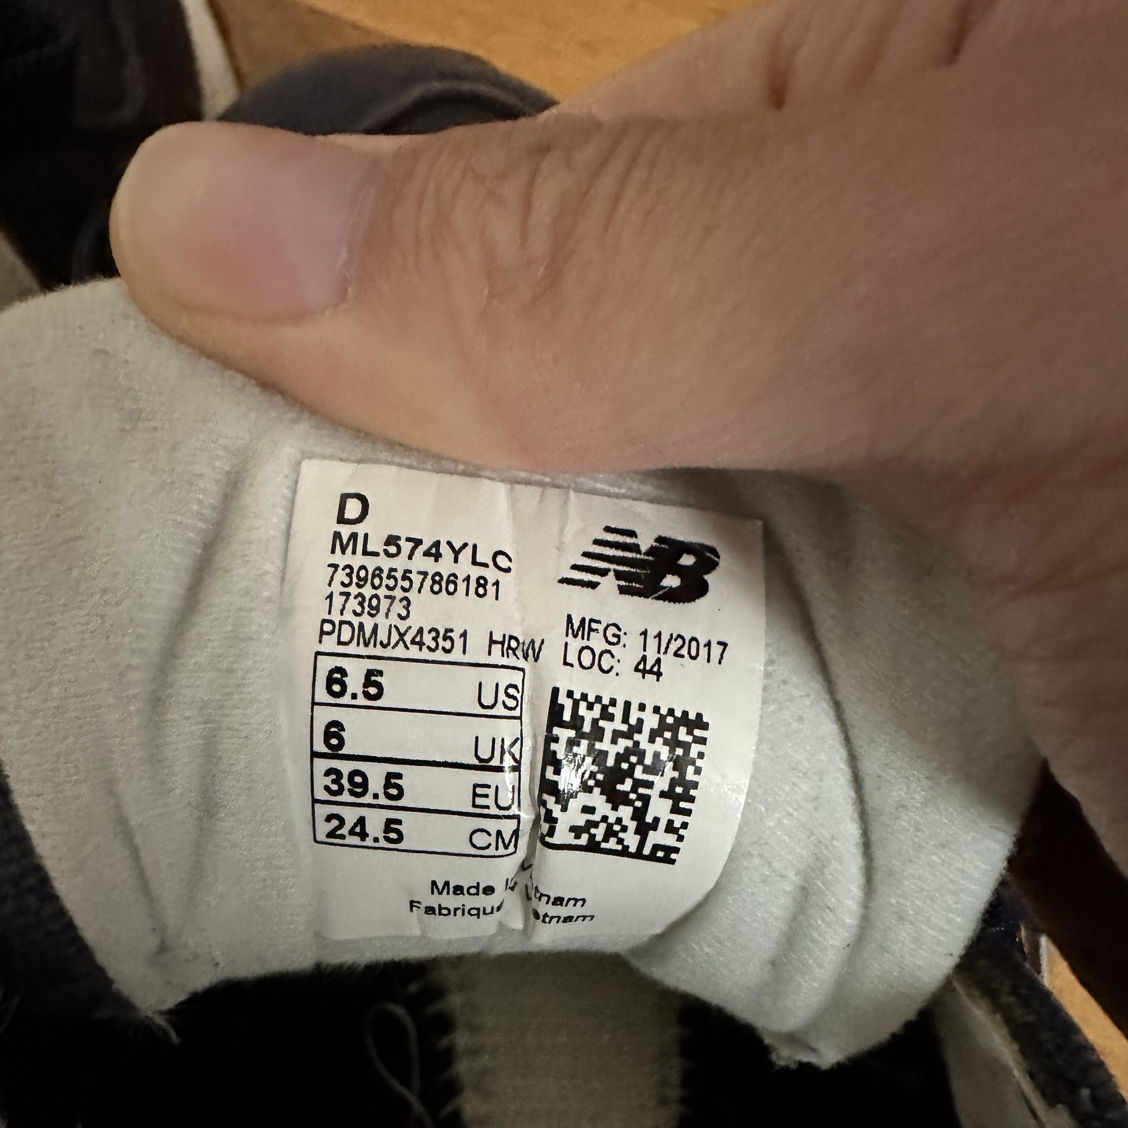 D
ML574YLC
739655786181
173973
PDMJX4351 HRW
6.5 US
6 UK
39.5 EU
24.5 CM
NB
MFG: 11/2017
LOC: 44
Made